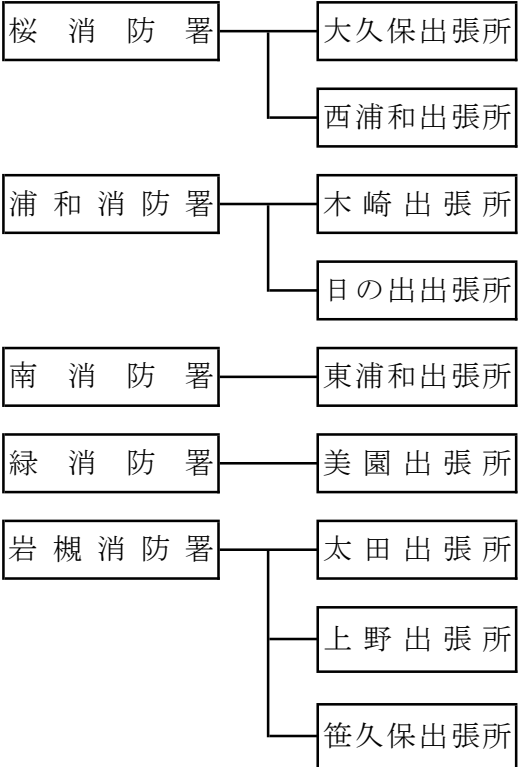 桜消防署
大久保出張所
西浦和出張所
浦和消防署
木崎出張所
日の出出張所
南消防署
東浦和出張所
緑消防署
美園出張所
岩槻消防署
太田出張所
上野出張所
笹久保出張所